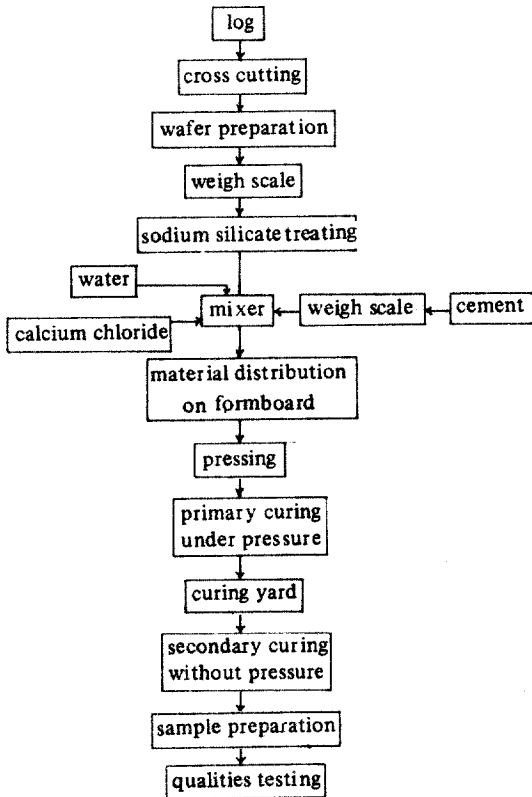 log
cross cutting
wafer preparation
weigh scale
sodium silicate treating
water
mixer
weigh scale
cement
calcium chloride
material distribution
on formboard
pressing
primary curing
under pressure
curing yard
secondary curing
without pressure
sample preparation
qualities testing